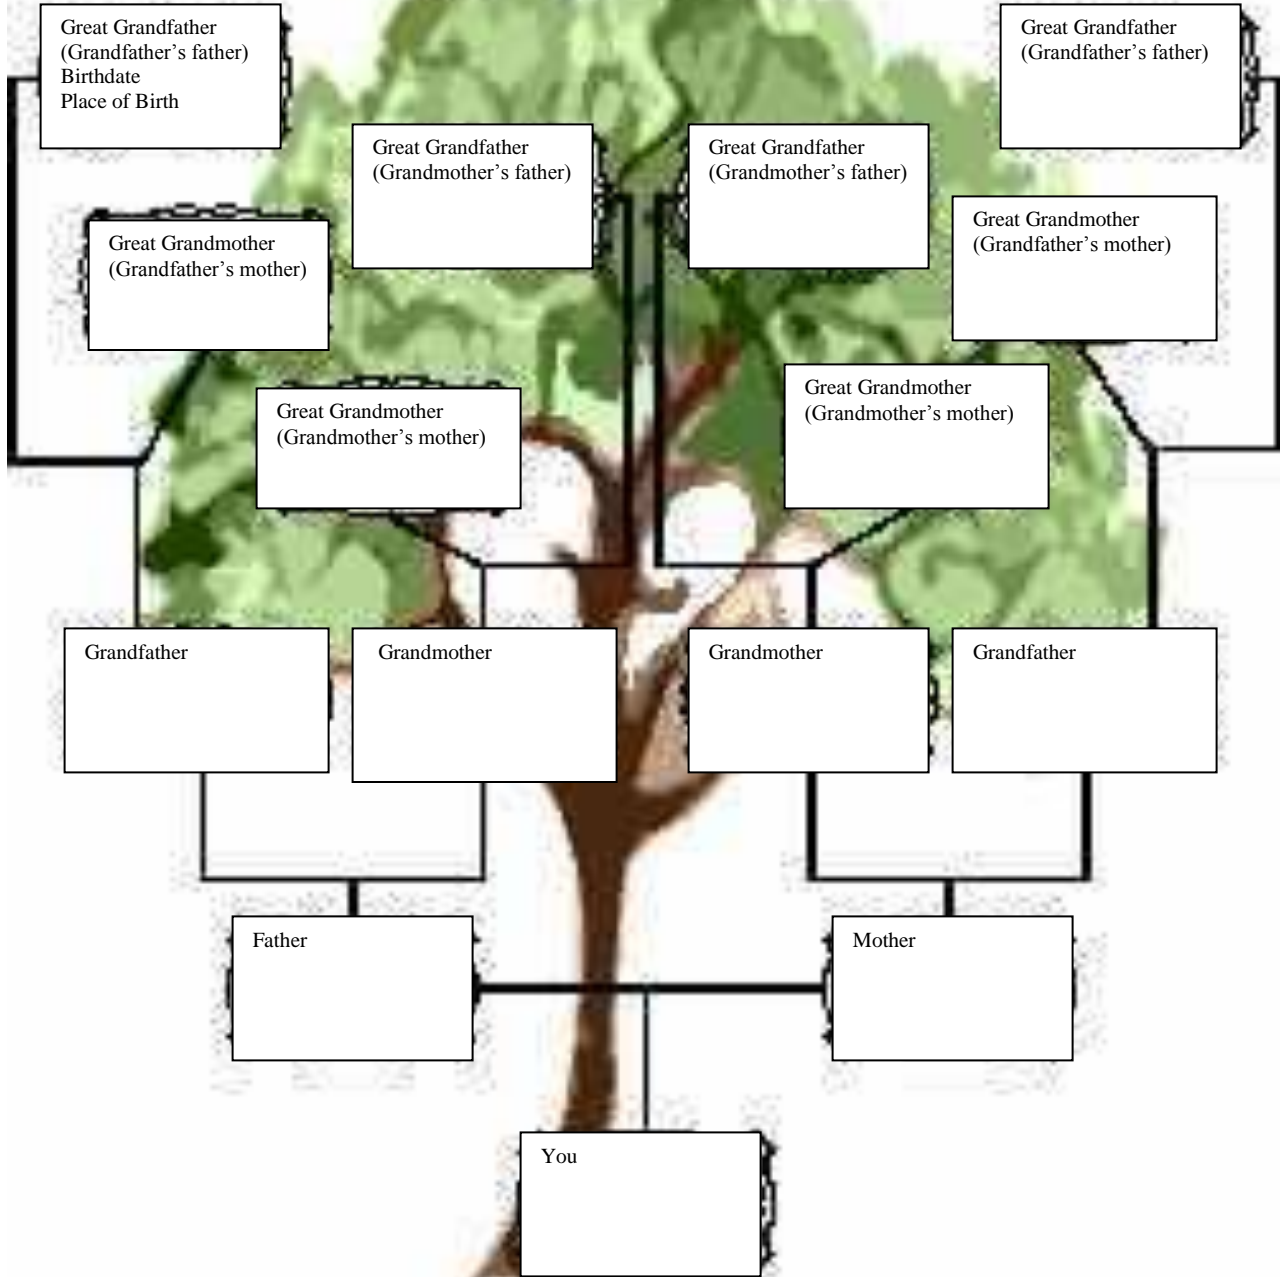 Great Grandfather
(Grandfather’s father)
Birthdate
Place of Birth
Great Grandfather
(Grandfather’s father)
Great Grandfather
(Grandmother’s father)
Great Grandfather
(Grandmother’s father)
Great Grandmother
(Grandfather’s mother)
Great Grandmother
(Grandfather’s mother)
Great Grandmother
(Grandmother’s mother)
Great Grandmother
(Grandmother’s mother)
Grandfather
Grandmother
Grandmother
Grandfather
Father
Mother
You